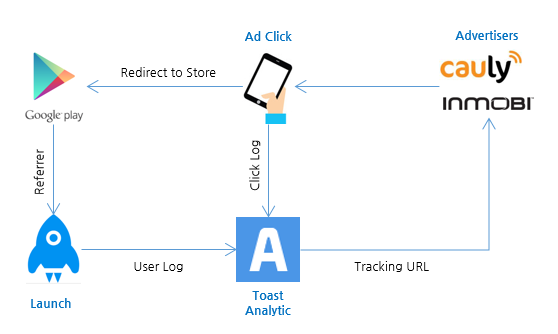 Ad Click
Advertisers
cauly
INMOBI
Redirect to Store
Google play
Referrer
Click Log
A
User Log
Tracking URL
Launch
Toast
Analytic